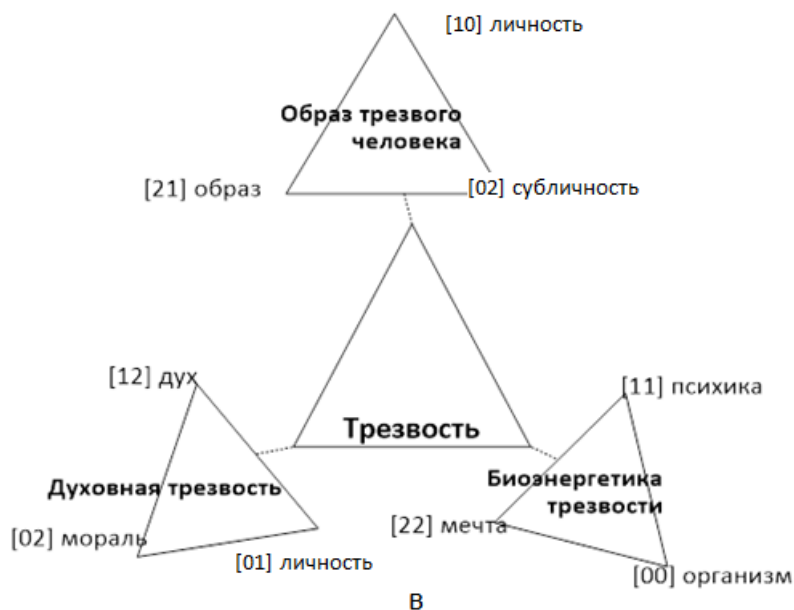 [10] личность
Образ трезвого
человека
[21] образ
[02] субличность
[12] дух
[11] психика
Трезвость
Духовная трезвость
Биоэнергетика
трезвости
[22] мечта
[02] мораль
[01] личность
[00] организм
В